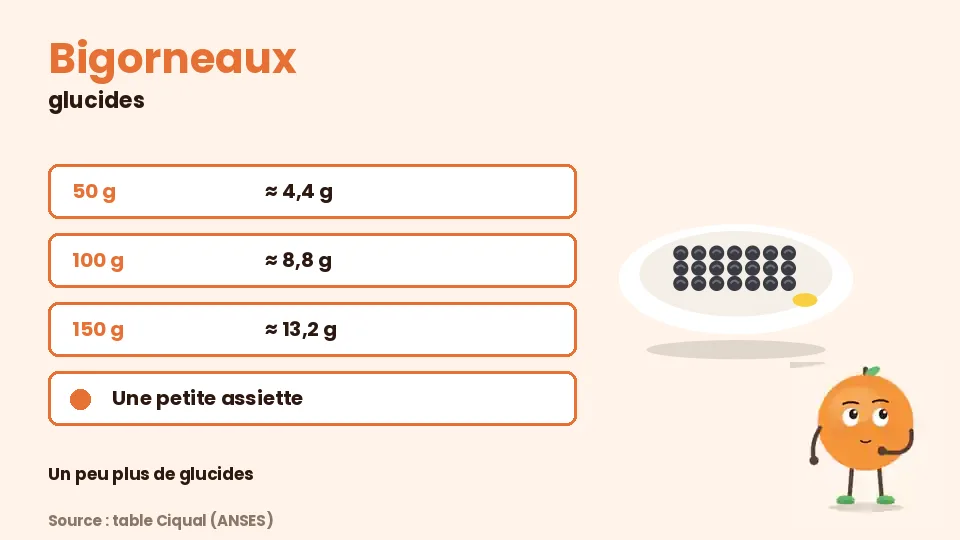 Bigorneaux
glucides
50 g ≈ 4,4 g
100 g ≈ 8,8 g
150 g ≈ 13,2 g
Une petite assiette
Un peu plus de glucides
Source : table Ciqual (ANSES)